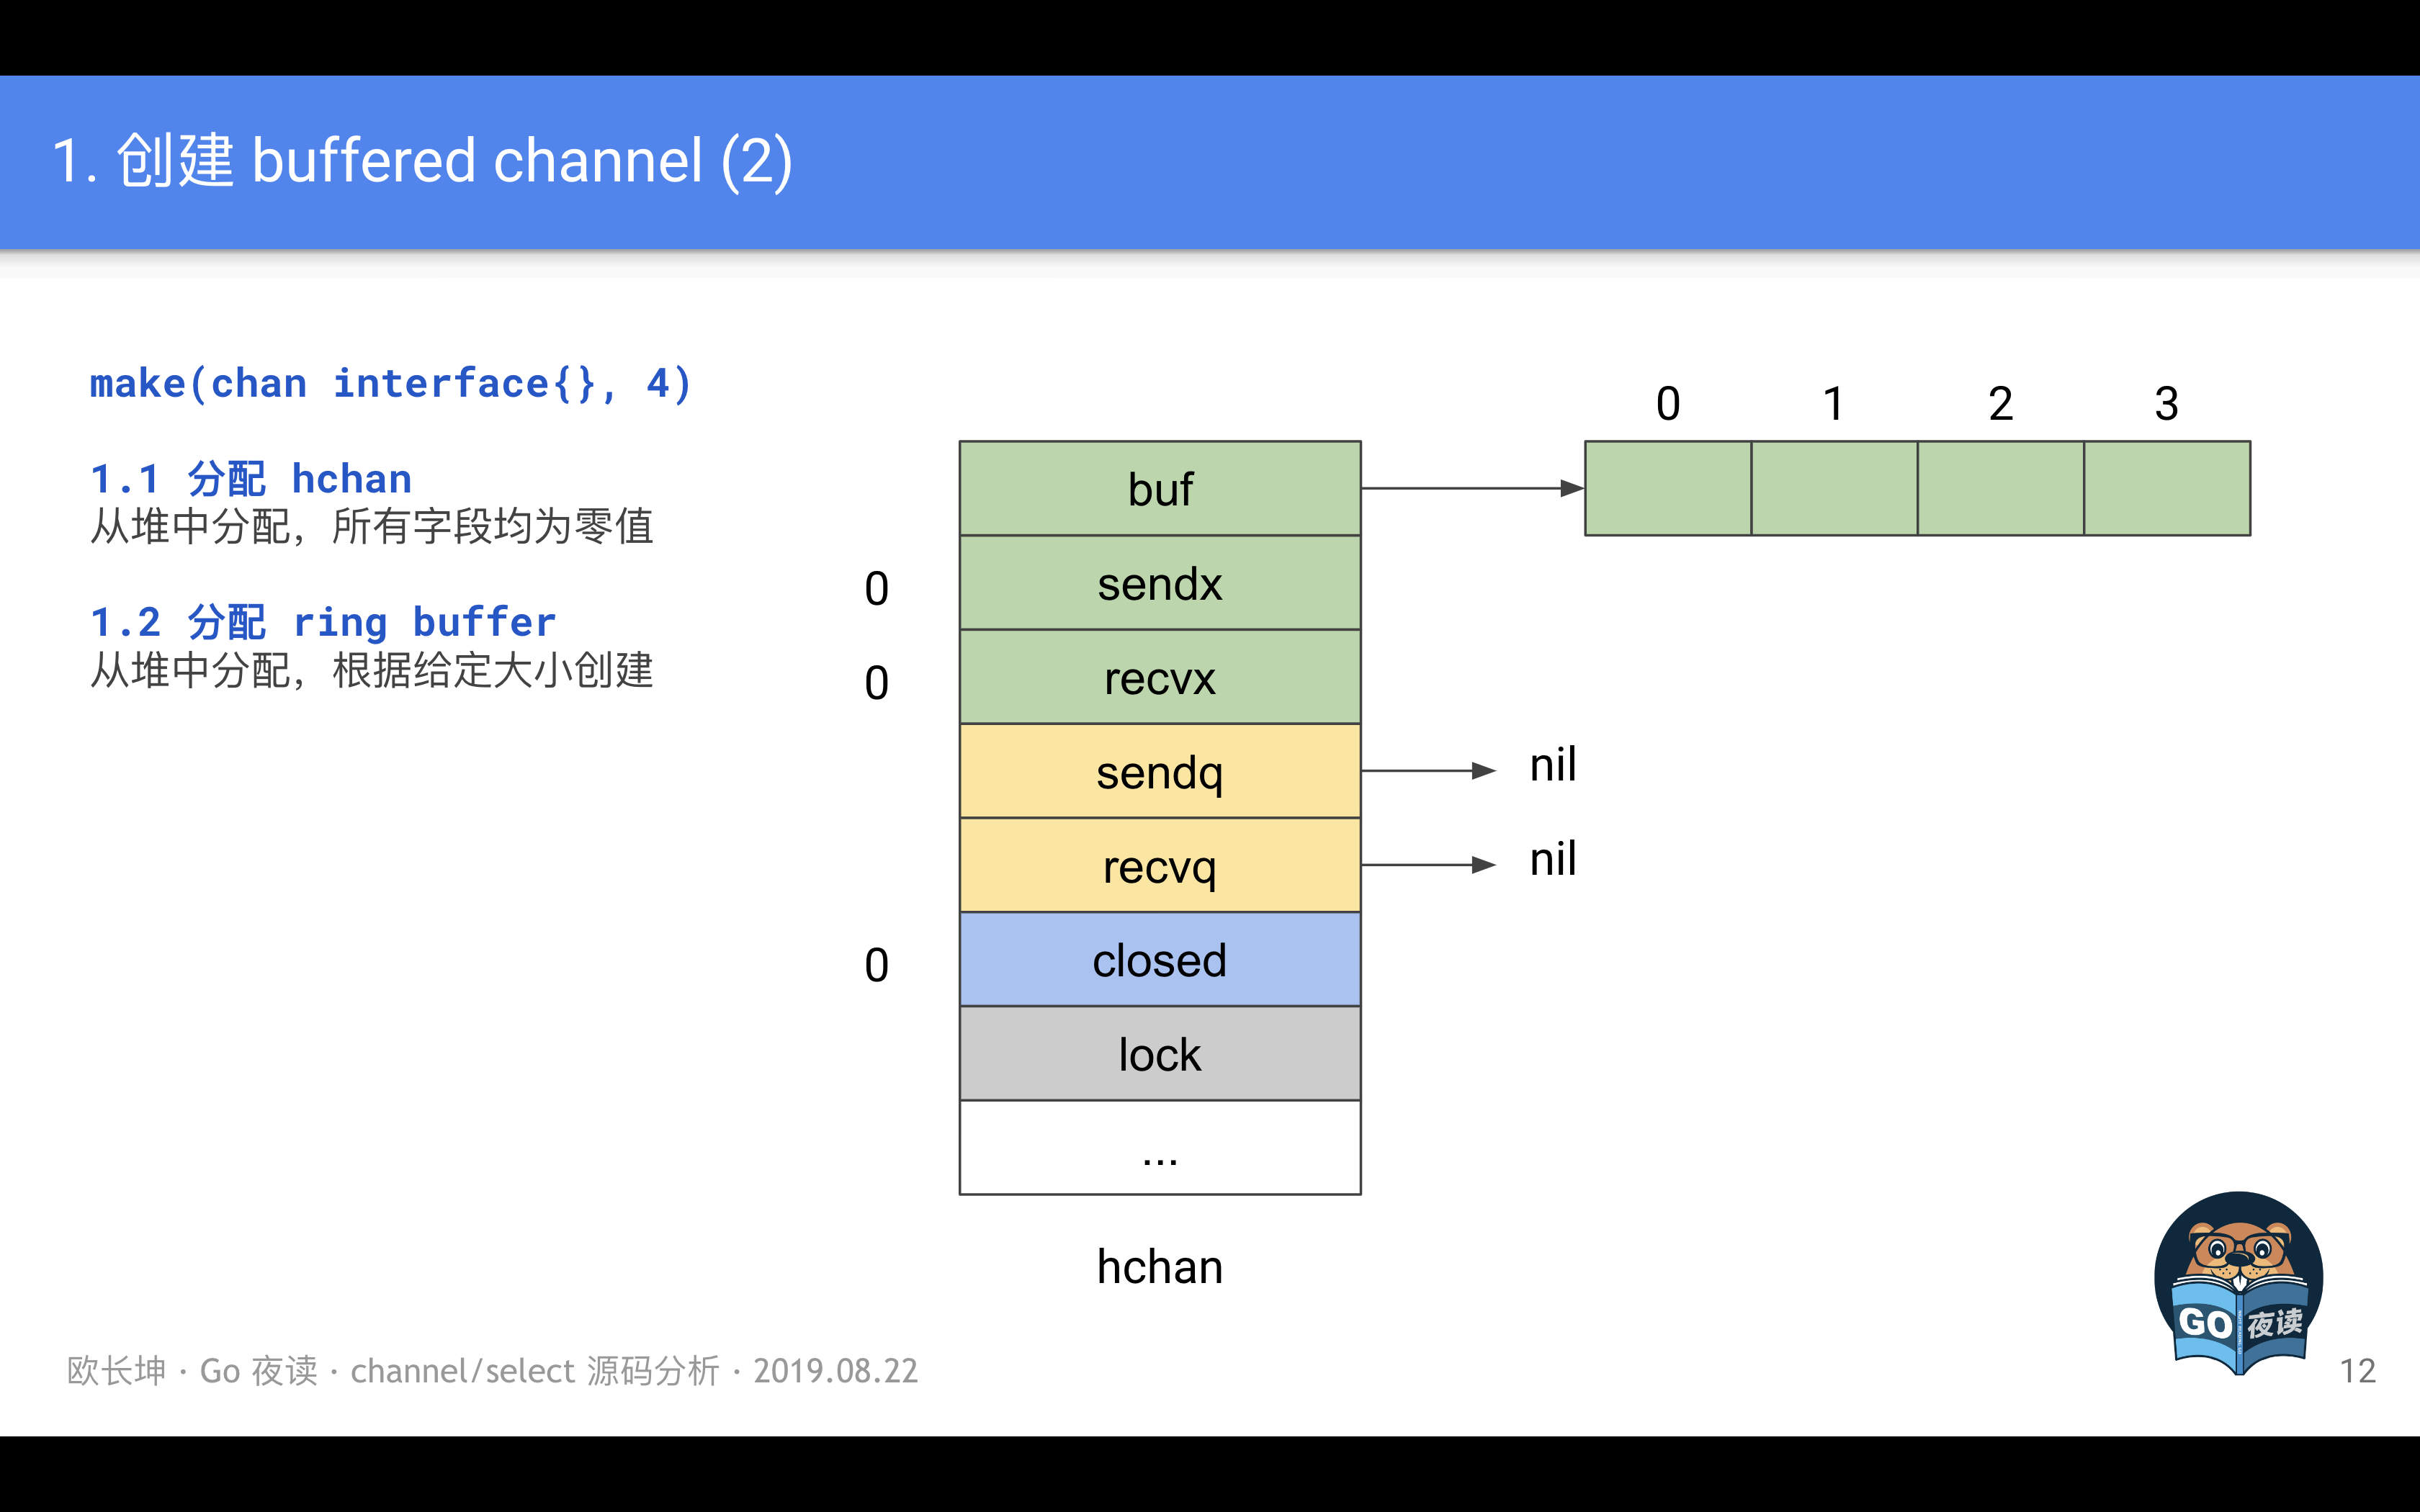 1. 创建 buffered channel (2)
make(chan interface{}, 4)
1.1 分配 hchan
从堆中分配，所有字段均为零值
1.2 分配 ring buffer
从堆中分配，根据给定大小创建
0 1 2 3
buf
0 sendx
0 recvx
sendq nil
recvq nil
0 closed
lock
...
hchan
GO 夜读
欧长坤 · Go 夜读 · channel/select 源码分析 · 2019.08.22
12